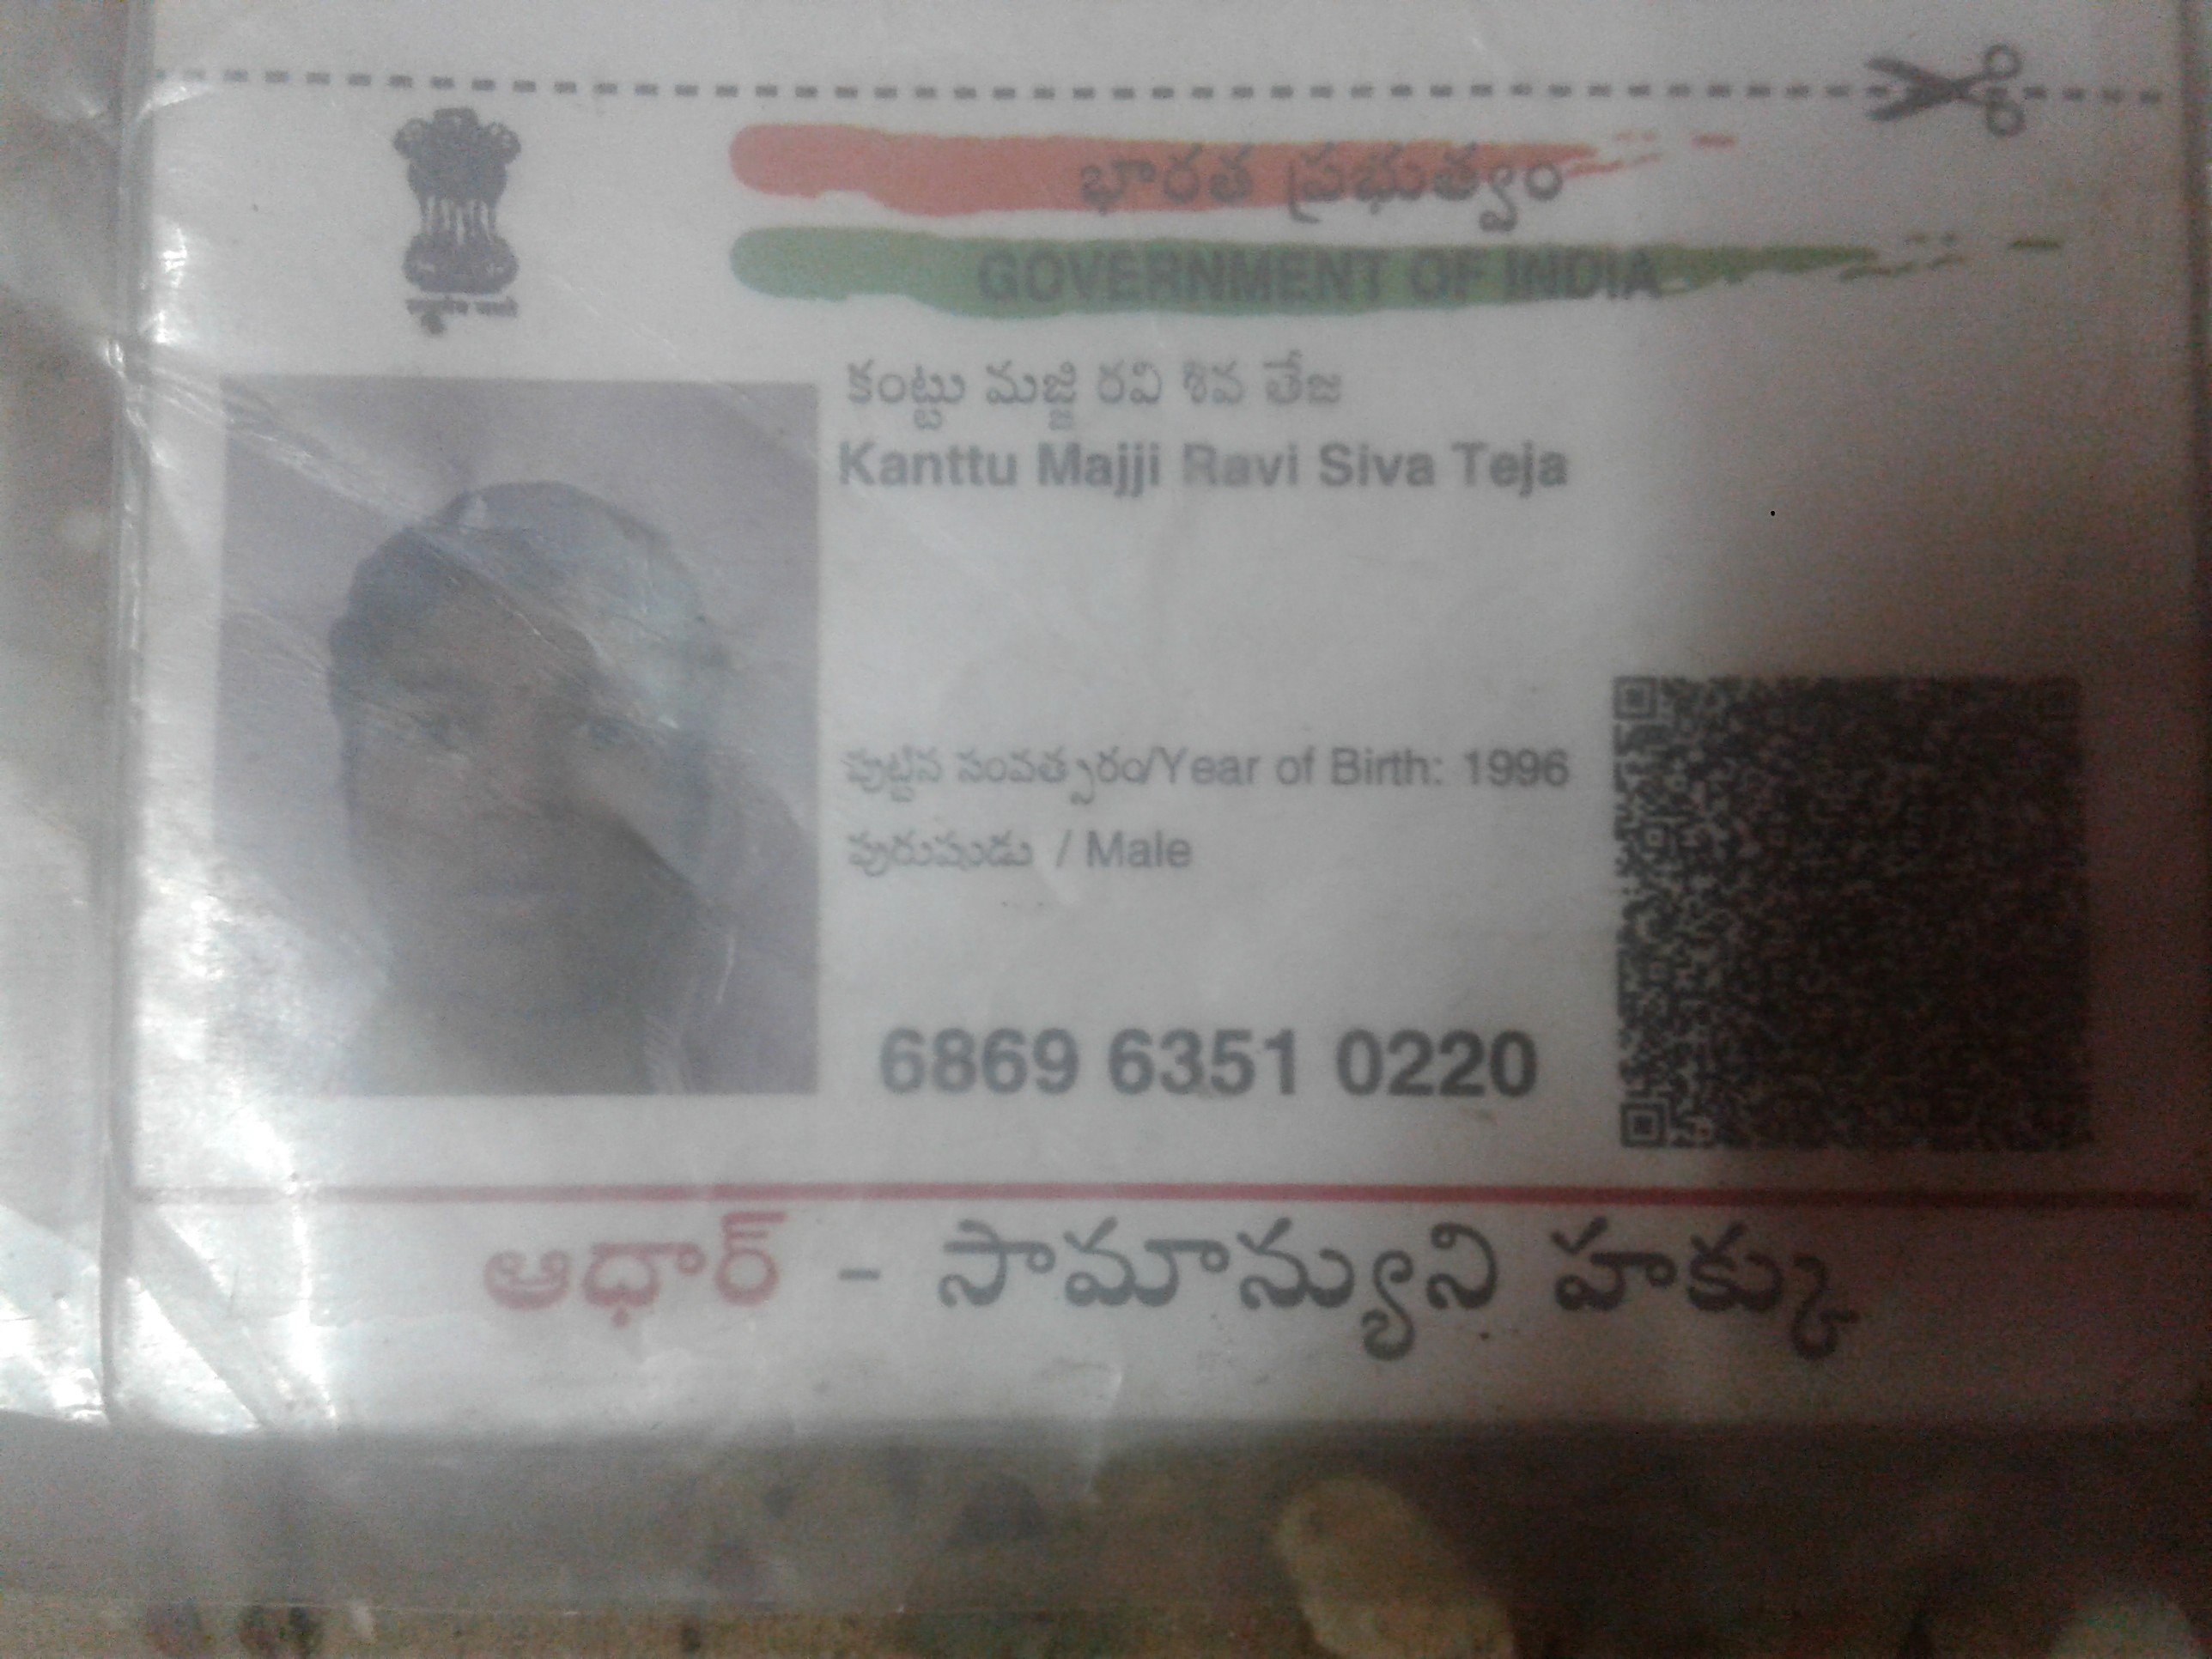 భారత ప్రభుత్వం
GOVERNMENT OF INDIA
కంట్టు మజ్జి రవి శివ తేజ
Kanttu Majji Ravi Siva Teja
పుట్టిన సంవత్సరం/Year of Birth: 1996
పురుషుడు / Male
6869 6351 0220
ఆధార్ - సామాన్యుని హక్కు